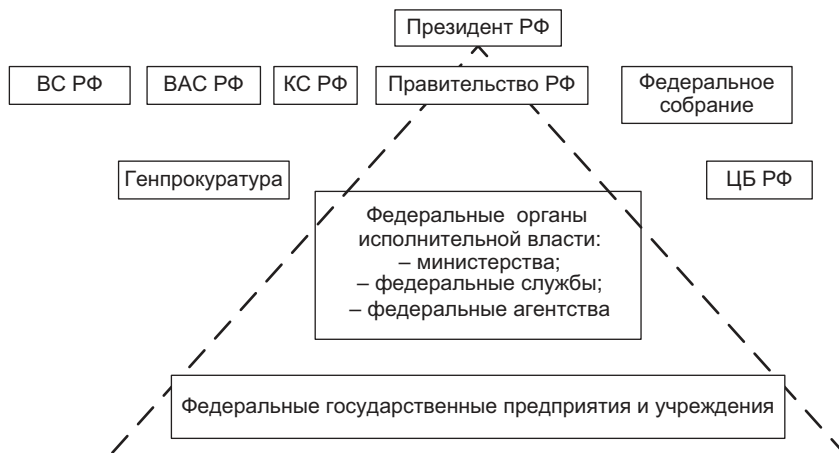 Президент РФ
ВС РФ
ВАС РФ
КС РФ
Правительство РФ
Федеральное
собрание
Генпрокуратура
ЦБ РФ
Федеральные органы
исполнительной власти:
– министерства;
– федеральные службы;
– федеральные агентства
Федеральные государственные предприятия и учреждения